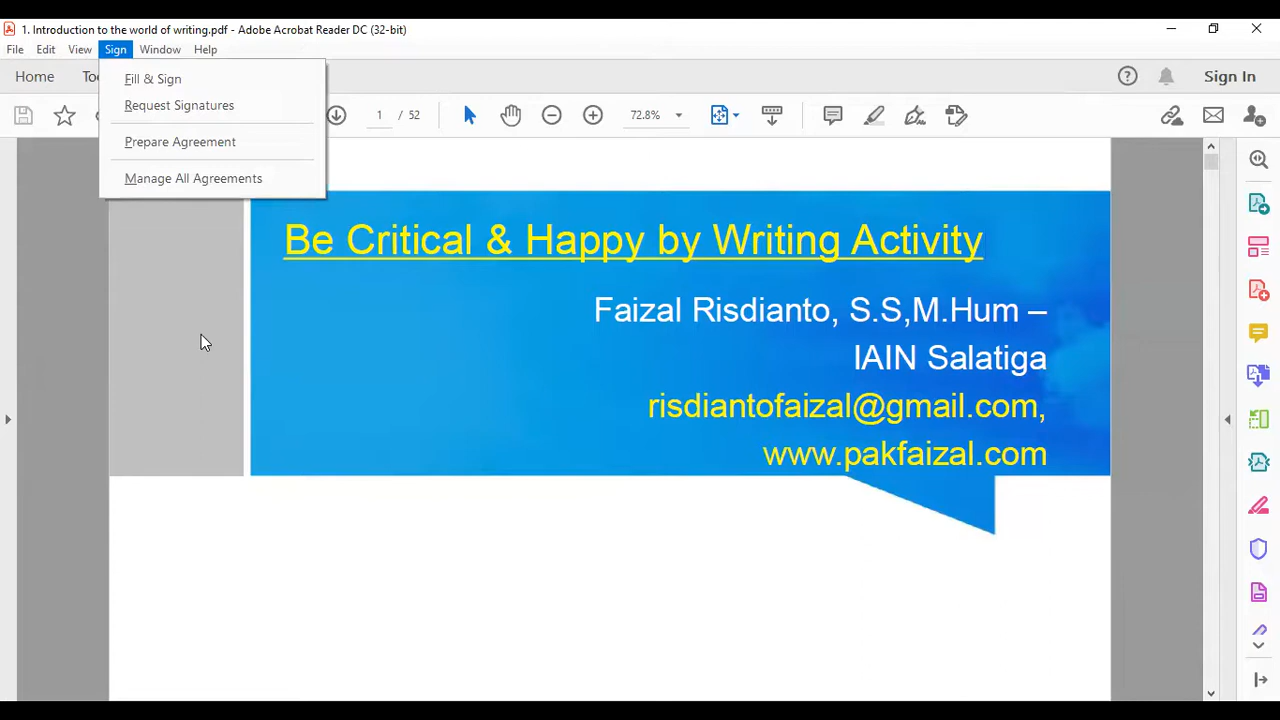 1. Introduction to the world of writing.pdf - Adobe Acrobat Reader DC (32-bit)
File Edit View Sign Window Help
Home
Sign In
Fill & Sign
Request Signatures
Prepare Agreement
Manage All Agreements
1 / 52 72.8%
Be Critical & Happy by Writing Activity
Faizal Risdianto, S.S,M.Hum –
IAIN Salatiga
risdiantofaizal@gmail.com,
www.pakfaizal.com